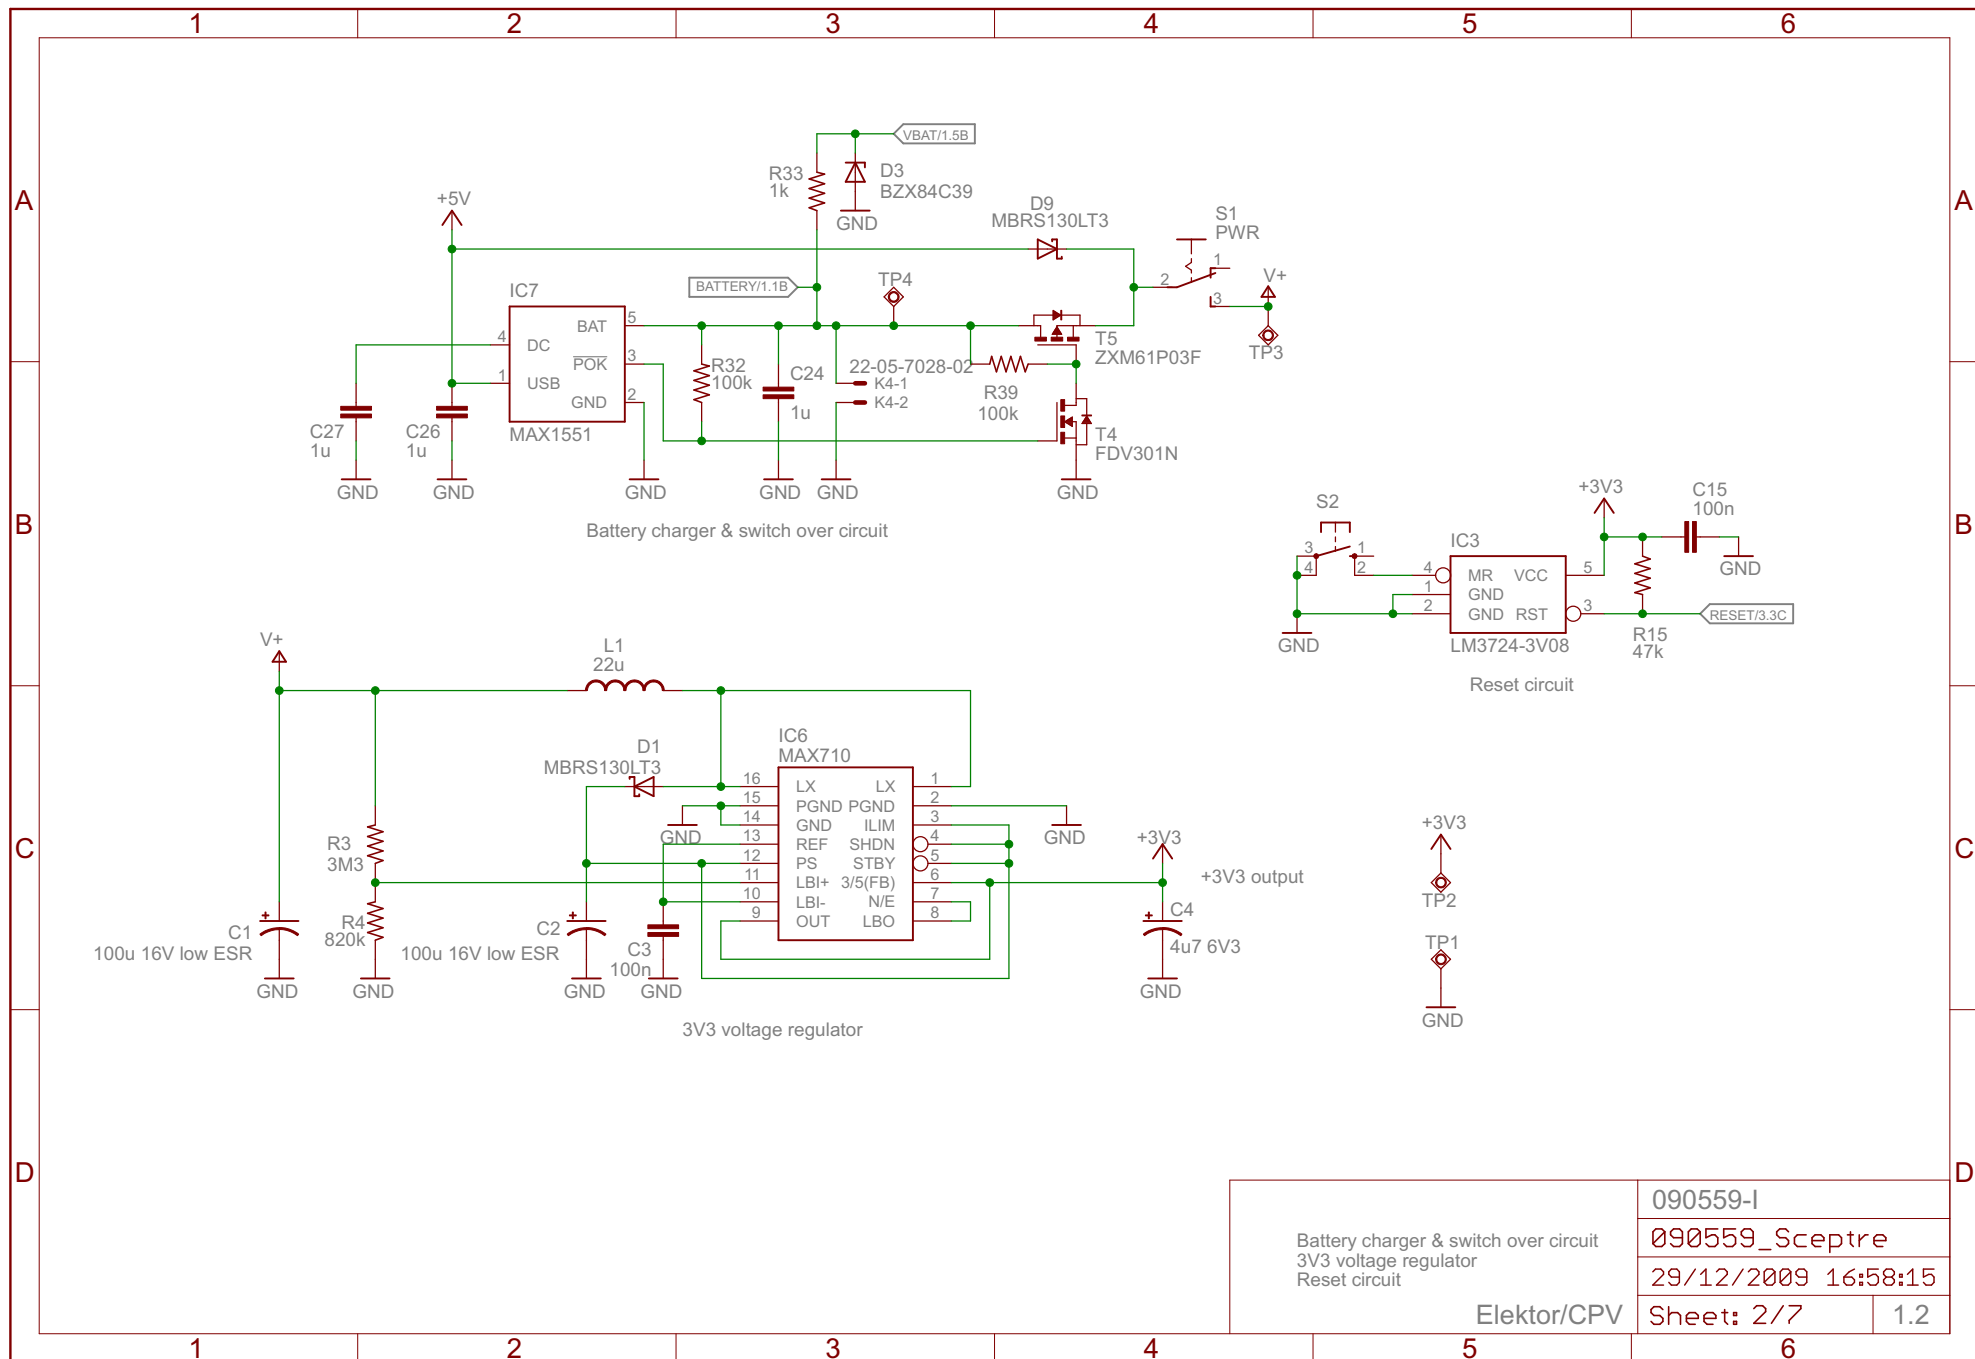 1 2 3 4 5 6
A
A
VBAT/1.5B
R33
1k
D3
BZX84C39
GND
+5V
D9
MBRS130LT3
S1
PWR
1
2
3
V+
TP3
BATTERY/1.1B
TP4
IC7
4
1
DC
USB
BAT
POK
GND
5
3
2
MAX1551
R32
100k
C24
1u
22-05-7028-02
K4-1
K4-2
R39
100k
T5
ZXM61P03F
T4
FDV301N
C27
1u
C26
1u
GND
GND
GND
GND
GND
GND
Battery charger & switch over circuit
B
B
S2
3
4
1
2
GND
IC3
4
1
2
MR
GND
GND
VCC
RST
5
3
LM3724-3V08
+3V3
C15
100n
GND
R15
47k
RESET/3.3C
Reset circuit
V+
L1
22u
D1
MBRS130LT3
IC6
MAX710
16 LX LX 1
15 PGND PGND 2
14 GND ILIM 3
13 REF SHDN 4
12 PS STBY 5
11 LBI+ 3/5(FB) 6
10 LBI- N/E 7
9 OUT LBO 8
GND
GND
C
C
R3
3M3
R4
820k
C1
100u 16V low ESR
C2
100u 16V low ESR
C3
100n
+3V3
+3V3 output
C4
4u7 6V3
GND
GND
GND
GND
GND
3V3 voltage regulator
+3V3
TP2
TP1
GND
D
D
Battery charger & switch over circuit
3V3 voltage regulator
Reset circuit
Elektor/CPV
090559-I
090559_Sceptre
29/12/2009 16:58:15
Sheet: 2/7
1.2
1 2 3 4 5 6